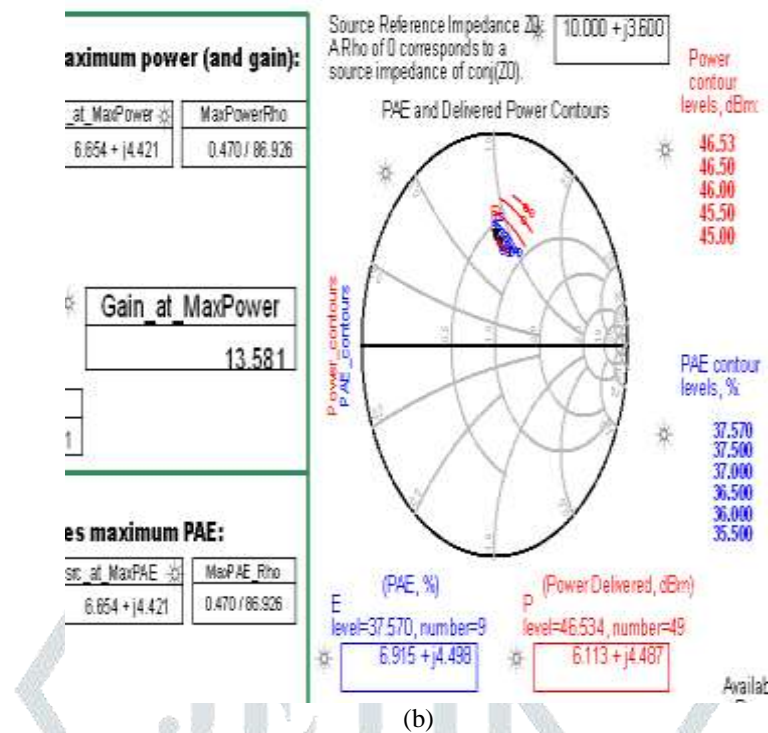 aximum power (and gain):
_at_MaxPower
MaxPowerRho
6.654 + j4.421
0.470 / 86.926
Gain_at_MaxPower
13.581
1
es maximum PAE:
src_at_MaxPAE
MaxPAE_Rho
6.654 + j4.421
0.470 / 86.926
Source Reference Impedance Z0
10.000 + j3.600
A Rho of 0 corresponds to a
source impedance of conj(Z0).
PAE and Delivered Power Contours
Power
contour
levels, dBm:
46.53
46.50
46.00
45.50
45.00
Power_contours
PAE_contours
PAE contour
levels, %:
37.570
37.500
37.000
36.500
36.000
35.500
(PAE, %)
E
level=37.570, number=9
6.915 + j4.498
(Power Delivered, dBm)
P
level=46.534, number=49
6.113 + j4.487
Availab
(b)